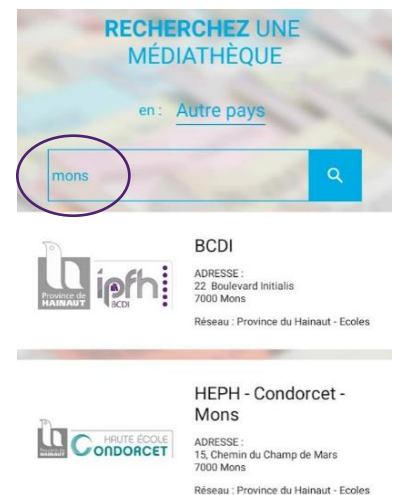 RECHERCHEZ UNE
MÉDIATHÈQUE
en : Autre pays
mons
BCDI
ADRESSE :
22 Boulevard Initialis
7000 Mons
Réseau : Province du Hainaut - Ecoles
Province de
HAINAUT
ipfh
BCDI
HEPH - Condorcet -
Mons
ADRESSE :
15, Chemin du Champ de Mars
7000 Mons
Réseau : Province du Hainaut - Ecoles
HAUTE ÉCOLE
CONDORCET